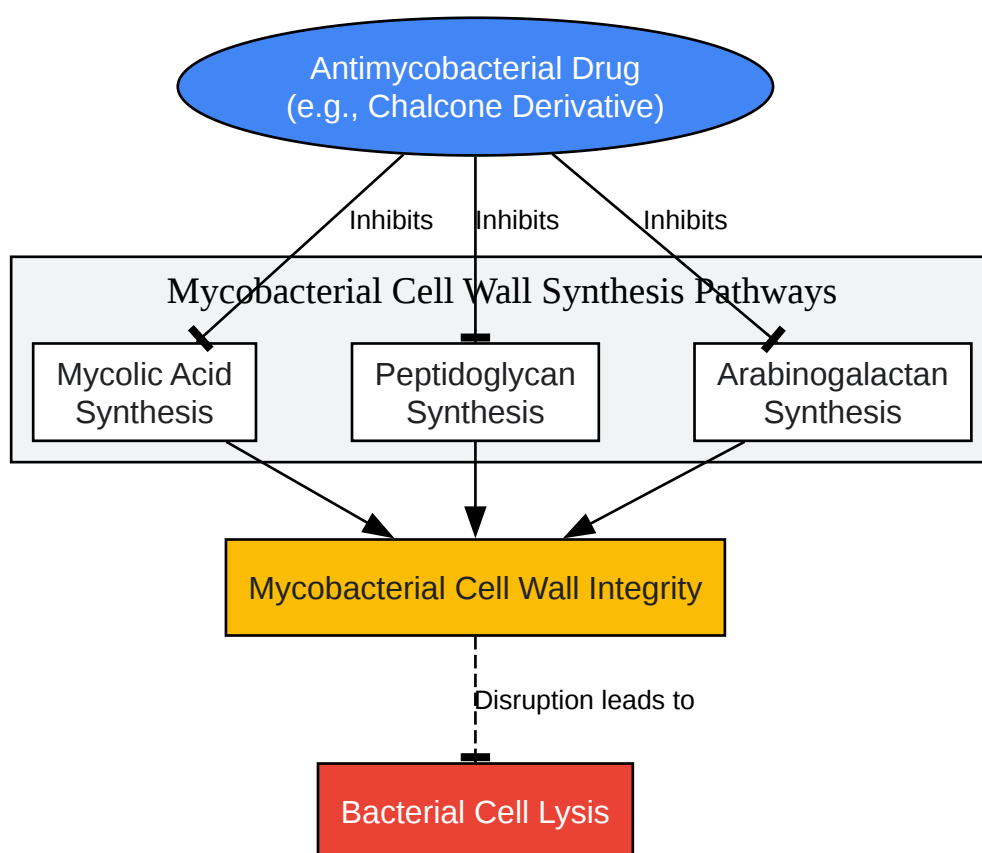 Antimycobacterial Drug
(e.g., Chalcone Derivative)
Inhibits
Inhibits
Inhibits
Mycobacterial Cell Wall Synthesis Pathways
Mycolic Acid
Synthesis
Peptidoglycan
Synthesis
Arabinogalactan
Synthesis
Mycobacterial Cell Wall Integrity
Disruption leads to
Bacterial Cell Lysis